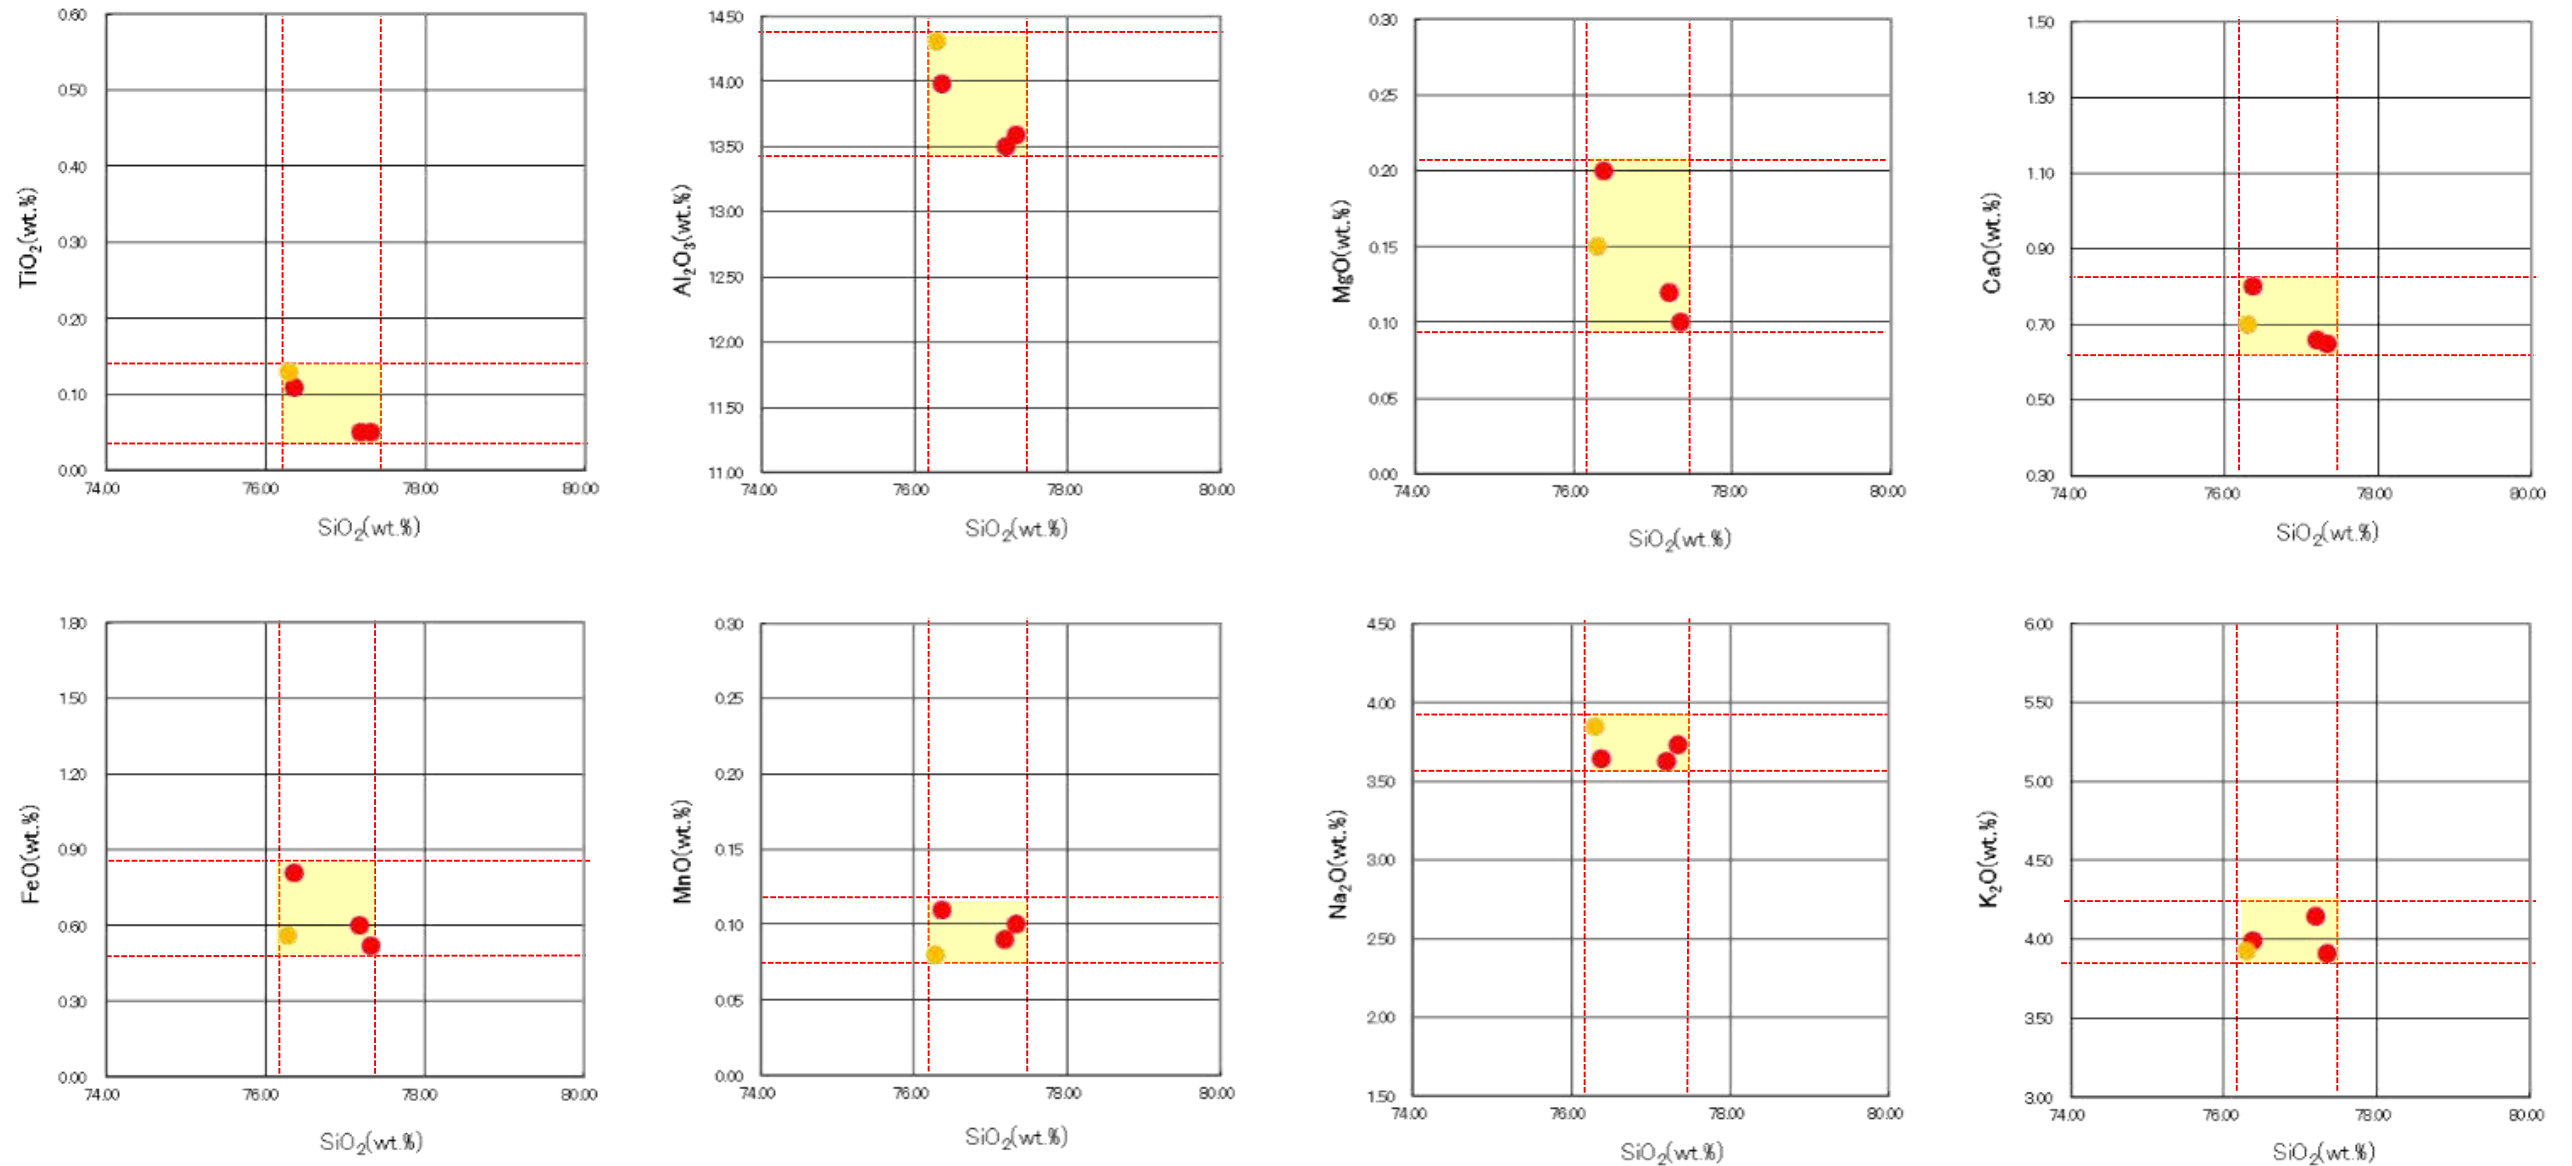 TiO2(wt.%)
0.60
0.50
0.40
0.30
0.20
0.10
0.00
74.00 76.00 78.00 80.00
SiO2(wt.%)
Al2O3(wt.%)
14.50
14.00
13.50
13.00
12.50
12.00
11.50
11.00
74.00 76.00 78.00 80.00
SiO2(wt.%)
MgO(wt.%)
0.30
0.25
0.20
0.15
0.10
0.05
0.00
74.00 76.00 78.00 80.00
SiO2(wt.%)
CaO(wt.%)
1.50
1.30
1.10
0.90
0.70
0.50
0.30
74.00 76.00 78.00 80.00
SiO2(wt.%)
FeO(wt.%)
1.80
1.50
1.20
0.90
0.60
0.30
0.00
74.00 76.00 78.00 80.00
SiO2(wt.%)
MnO(wt.%)
0.30
0.25
0.20
0.15
0.10
0.05
0.00
74.00 76.00 78.00 80.00
SiO2(wt.%)
Na2O(wt.%)
4.50
4.00
3.50
3.00
2.50
2.00
1.50
74.00 76.00 78.00 80.00
SiO2(wt.%)
K2O(wt.%)
6.00
5.50
5.00
4.50
4.00
3.50
3.00
74.00 76.00 78.00 80.00
SiO2(wt.%)